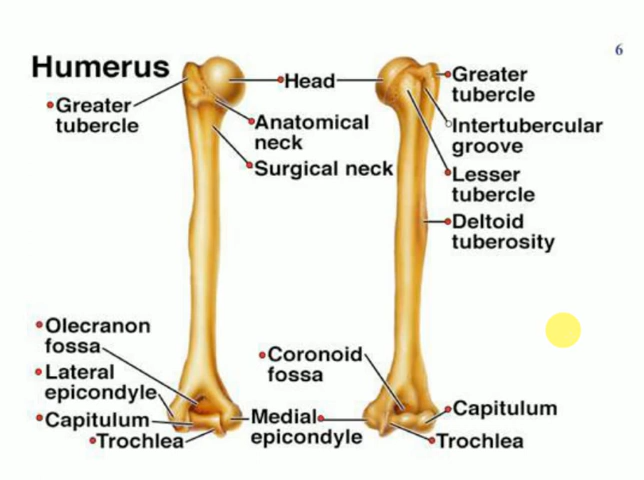 6
Humerus
Greater
tubercle
Head
Anatomical
neck
Surgical neck
Greater
tubercle
Intertubercular
groove
Lesser
tubercle
Deltoid
tuberosity
Olecranon
fossa
Lateral
epicondyle
Capitulum
Trochlea
Coronoid
fossa
Medial
epicondyle
Capitulum
Trochlea